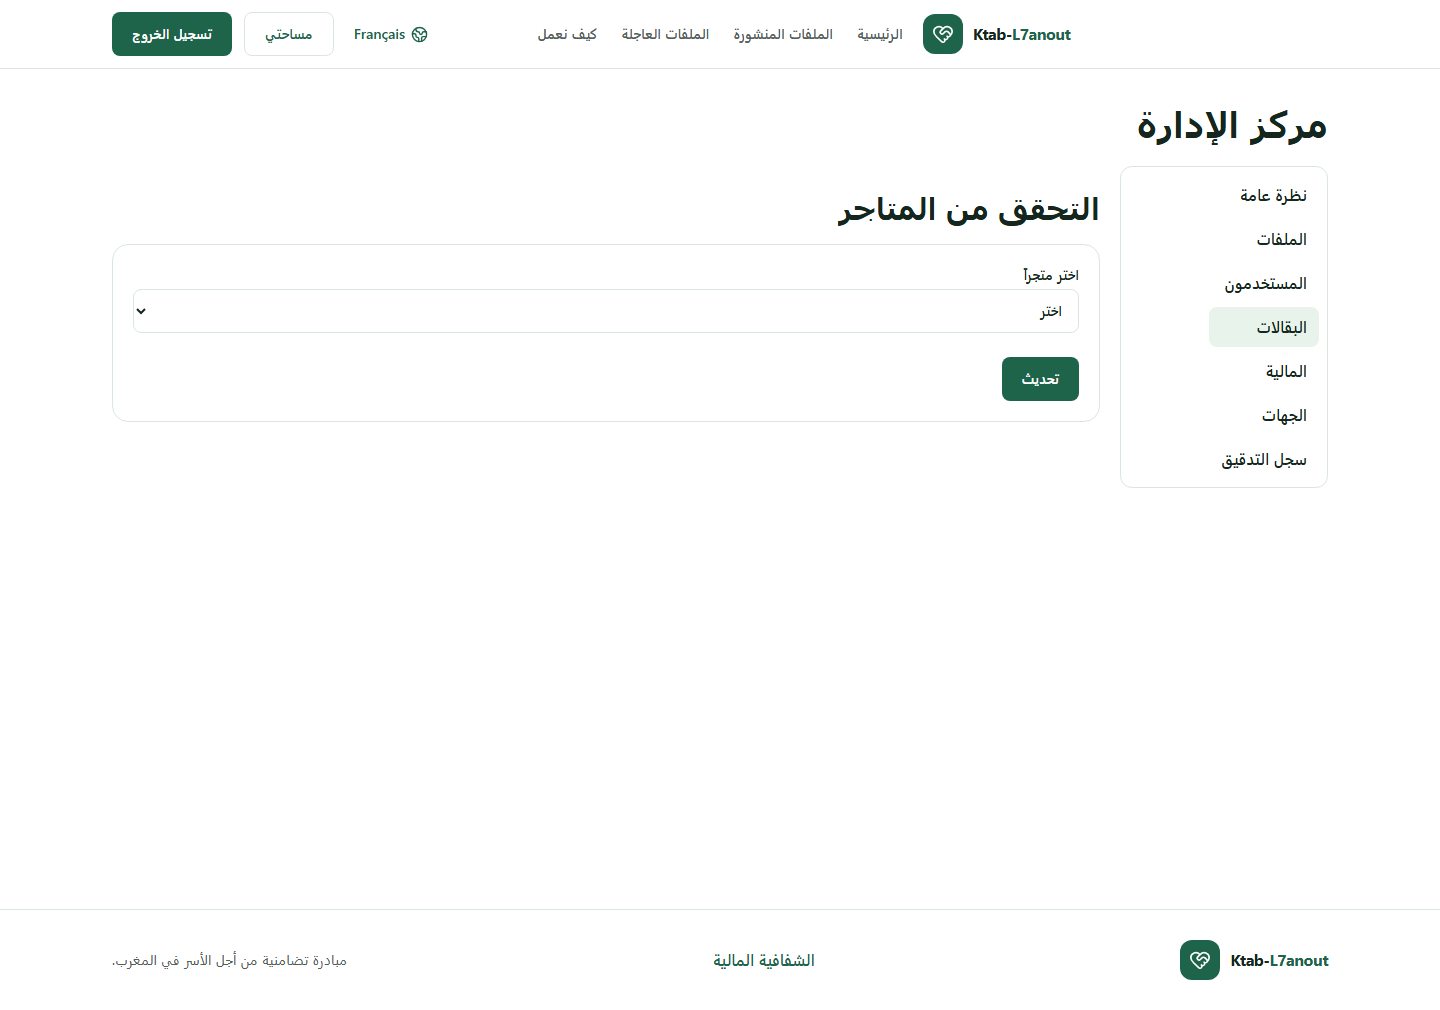 Ktab-L7anout
الرئيسية
الملفات المنشورة
الملفات العاجلة
كيف نعمل
Français
مساحتي
تسجيل الخروج
مركز الإدارة
نظرة عامة
الملفات
المستخدمون
البقالات
المالية
الجهات
سجل التدقيق
التحقق من المتاجر
اختر متجراً
اختر
تحديث
Ktab-L7anout
الشفافية المالية
مبادرة تضامنية من أجل الأسر في المغرب.